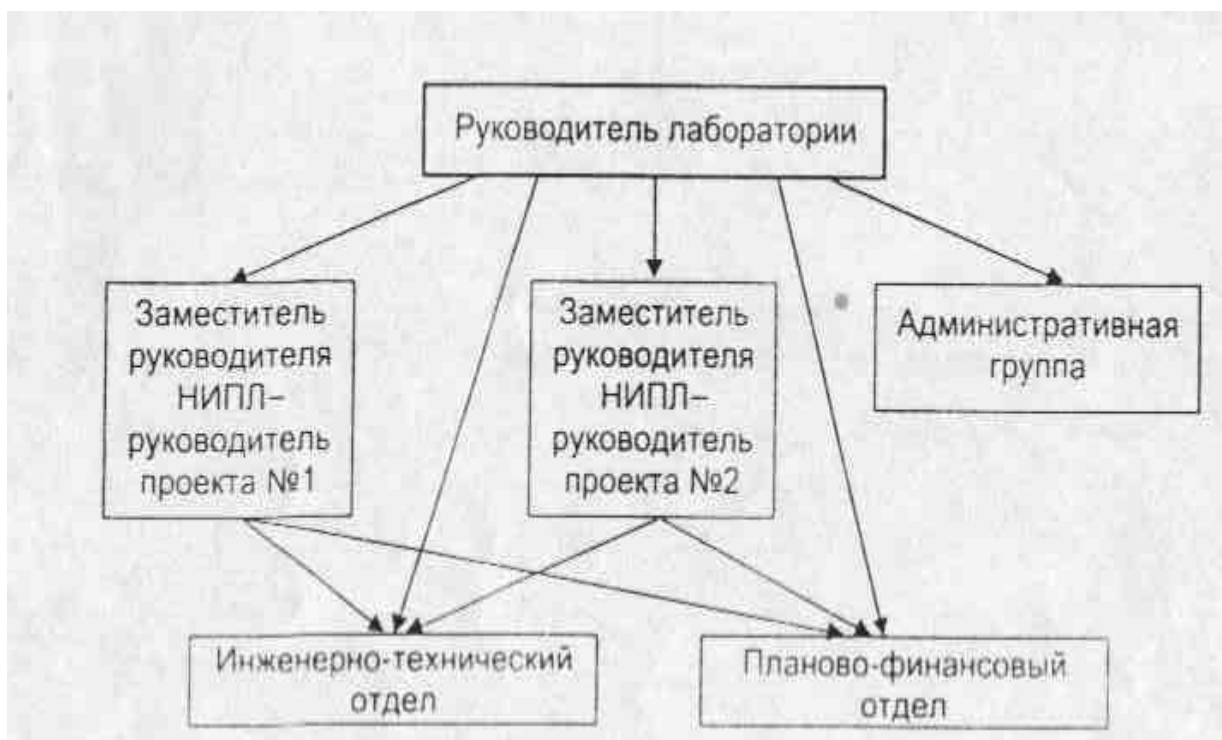 Руководитель лаборатории
Заместитель
руководителя
НИПЛ–
руководитель
проекта №1
Заместитель
руководителя
НИПЛ–
руководитель
проекта №2
Административная
группа
Инженерно-технический
отдел
Планово-финансовый
отдел